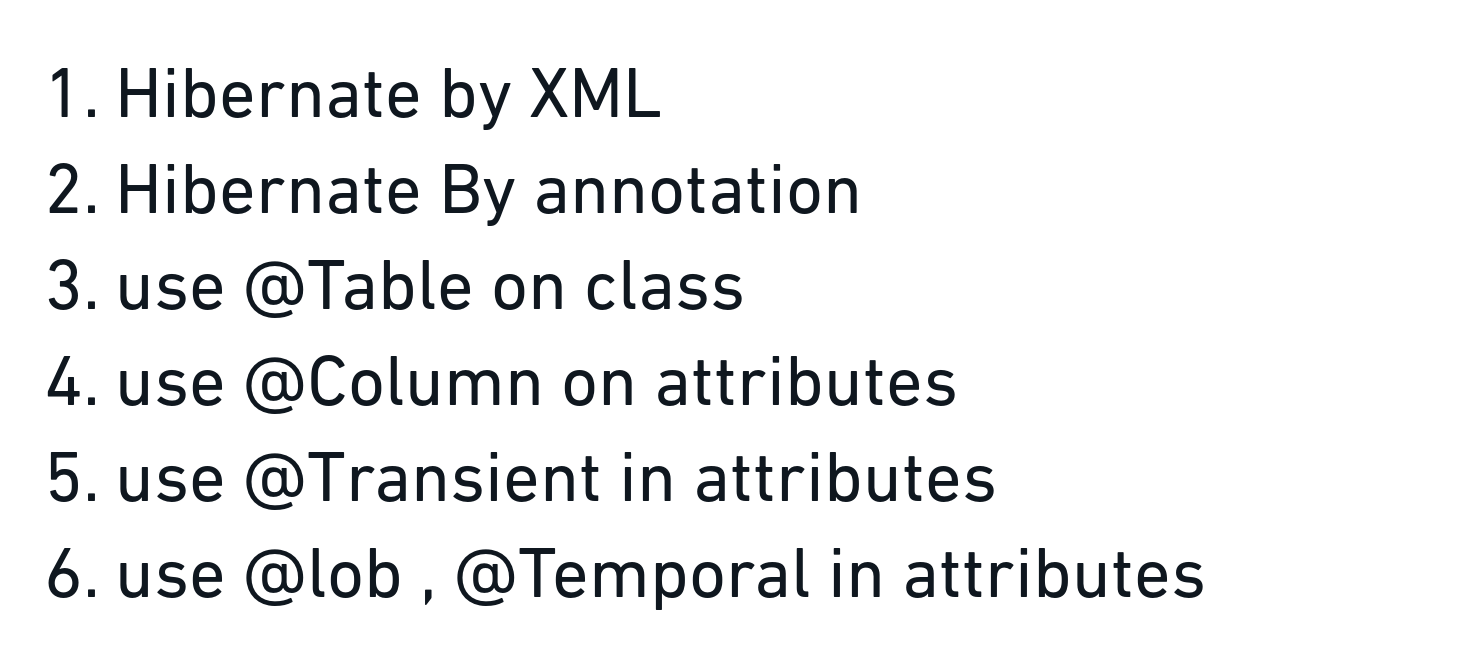 1. Hibernate by XML
2. Hibernate By annotation
3. use @Table on class
4. use @Column on attributes
5. use @Transient in attributes
6. use @lob , @Temporal in attributes